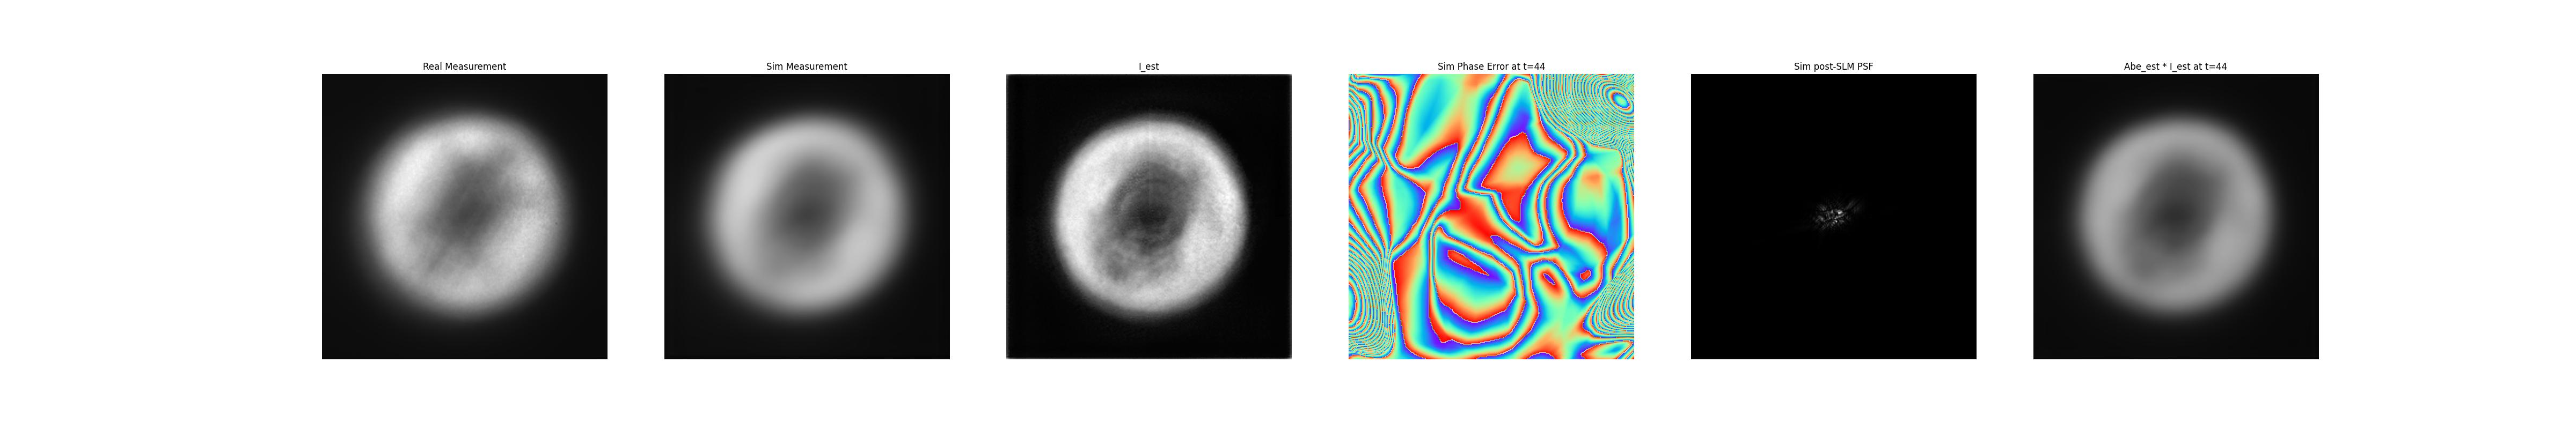 Real Measurement
Sim Measurement
I_est
Sim Phase Error at t=44
Sim post-SLM PSF
Abe_est * I_est at t=44